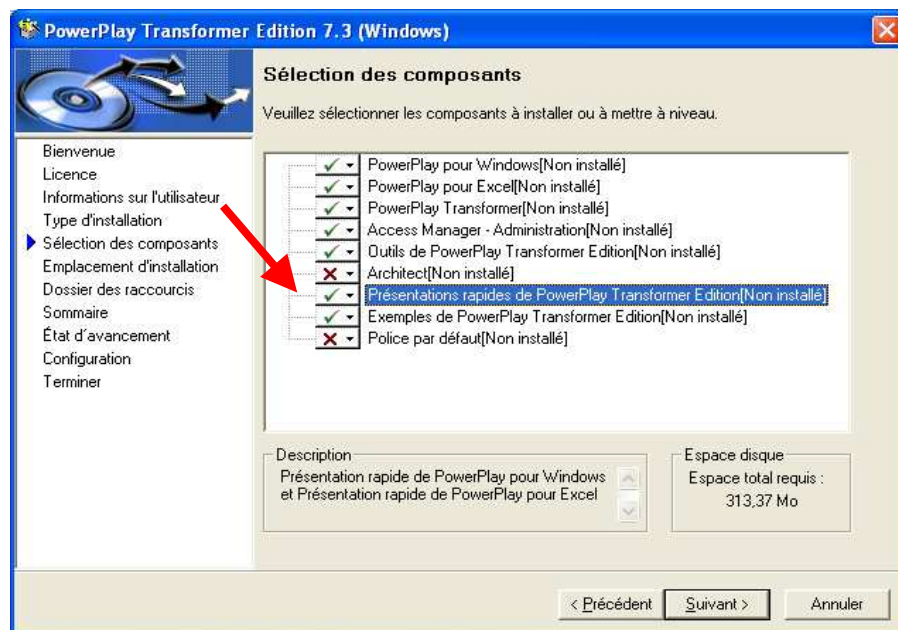 PowerPlay Transformer Edition 7.3 (Windows)
Sélection des composants
Veuillez sélectionner les composants à installer ou à mettre à niveau.
Bienvenue
Licence
Informations sur l'utilisateur
Type d'installation
Sélection des composants
Emplacement d'installation
Dossier des raccourcis
Sommaire
État d´avancement
Configuration
Terminer
PowerPlay pour Windows[Non installé]
PowerPlay pour Excel[Non installé]
PowerPlay Transformer[Non installé]
Access Manager - Administration[Non installé]
Outils de PowerPlay Transformer Edition[Non installé]
Architect[Non installé]
Présentations rapides de PowerPlay Transformer Edition[Non installé]
Exemples de PowerPlay Transformer Edition[Non installé]
Police par défaut[Non installé]
Description
Présentation rapide de PowerPlay pour Windows
et Présentation rapide de PowerPlay pour Excel
Espace disque
Espace total requis :
313,37 Mo
< Précédent
Suivant >
Annuler